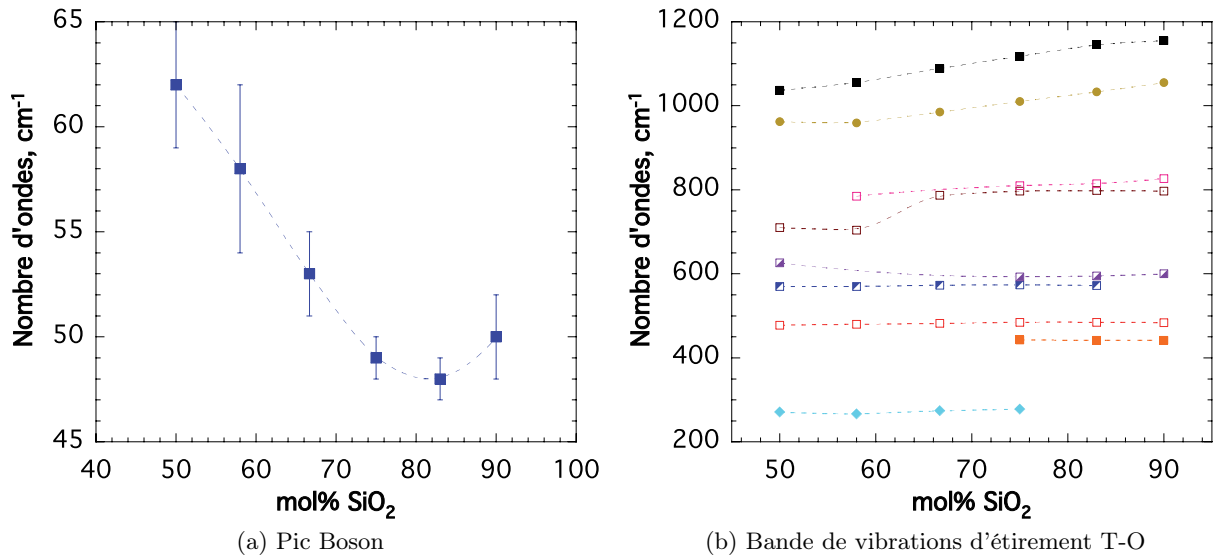 65
60
55
50
45
Nombre d'ondes, cm-1
40 50 60 70 80 90 100
mol% SiO2
(a) Pic Boson
1200
1000
800
600
400
200
Nombre d'ondes, cm-1
50 60 70 80 90
mol% SiO2
(b) Bande de vibrations d'étirement T-O